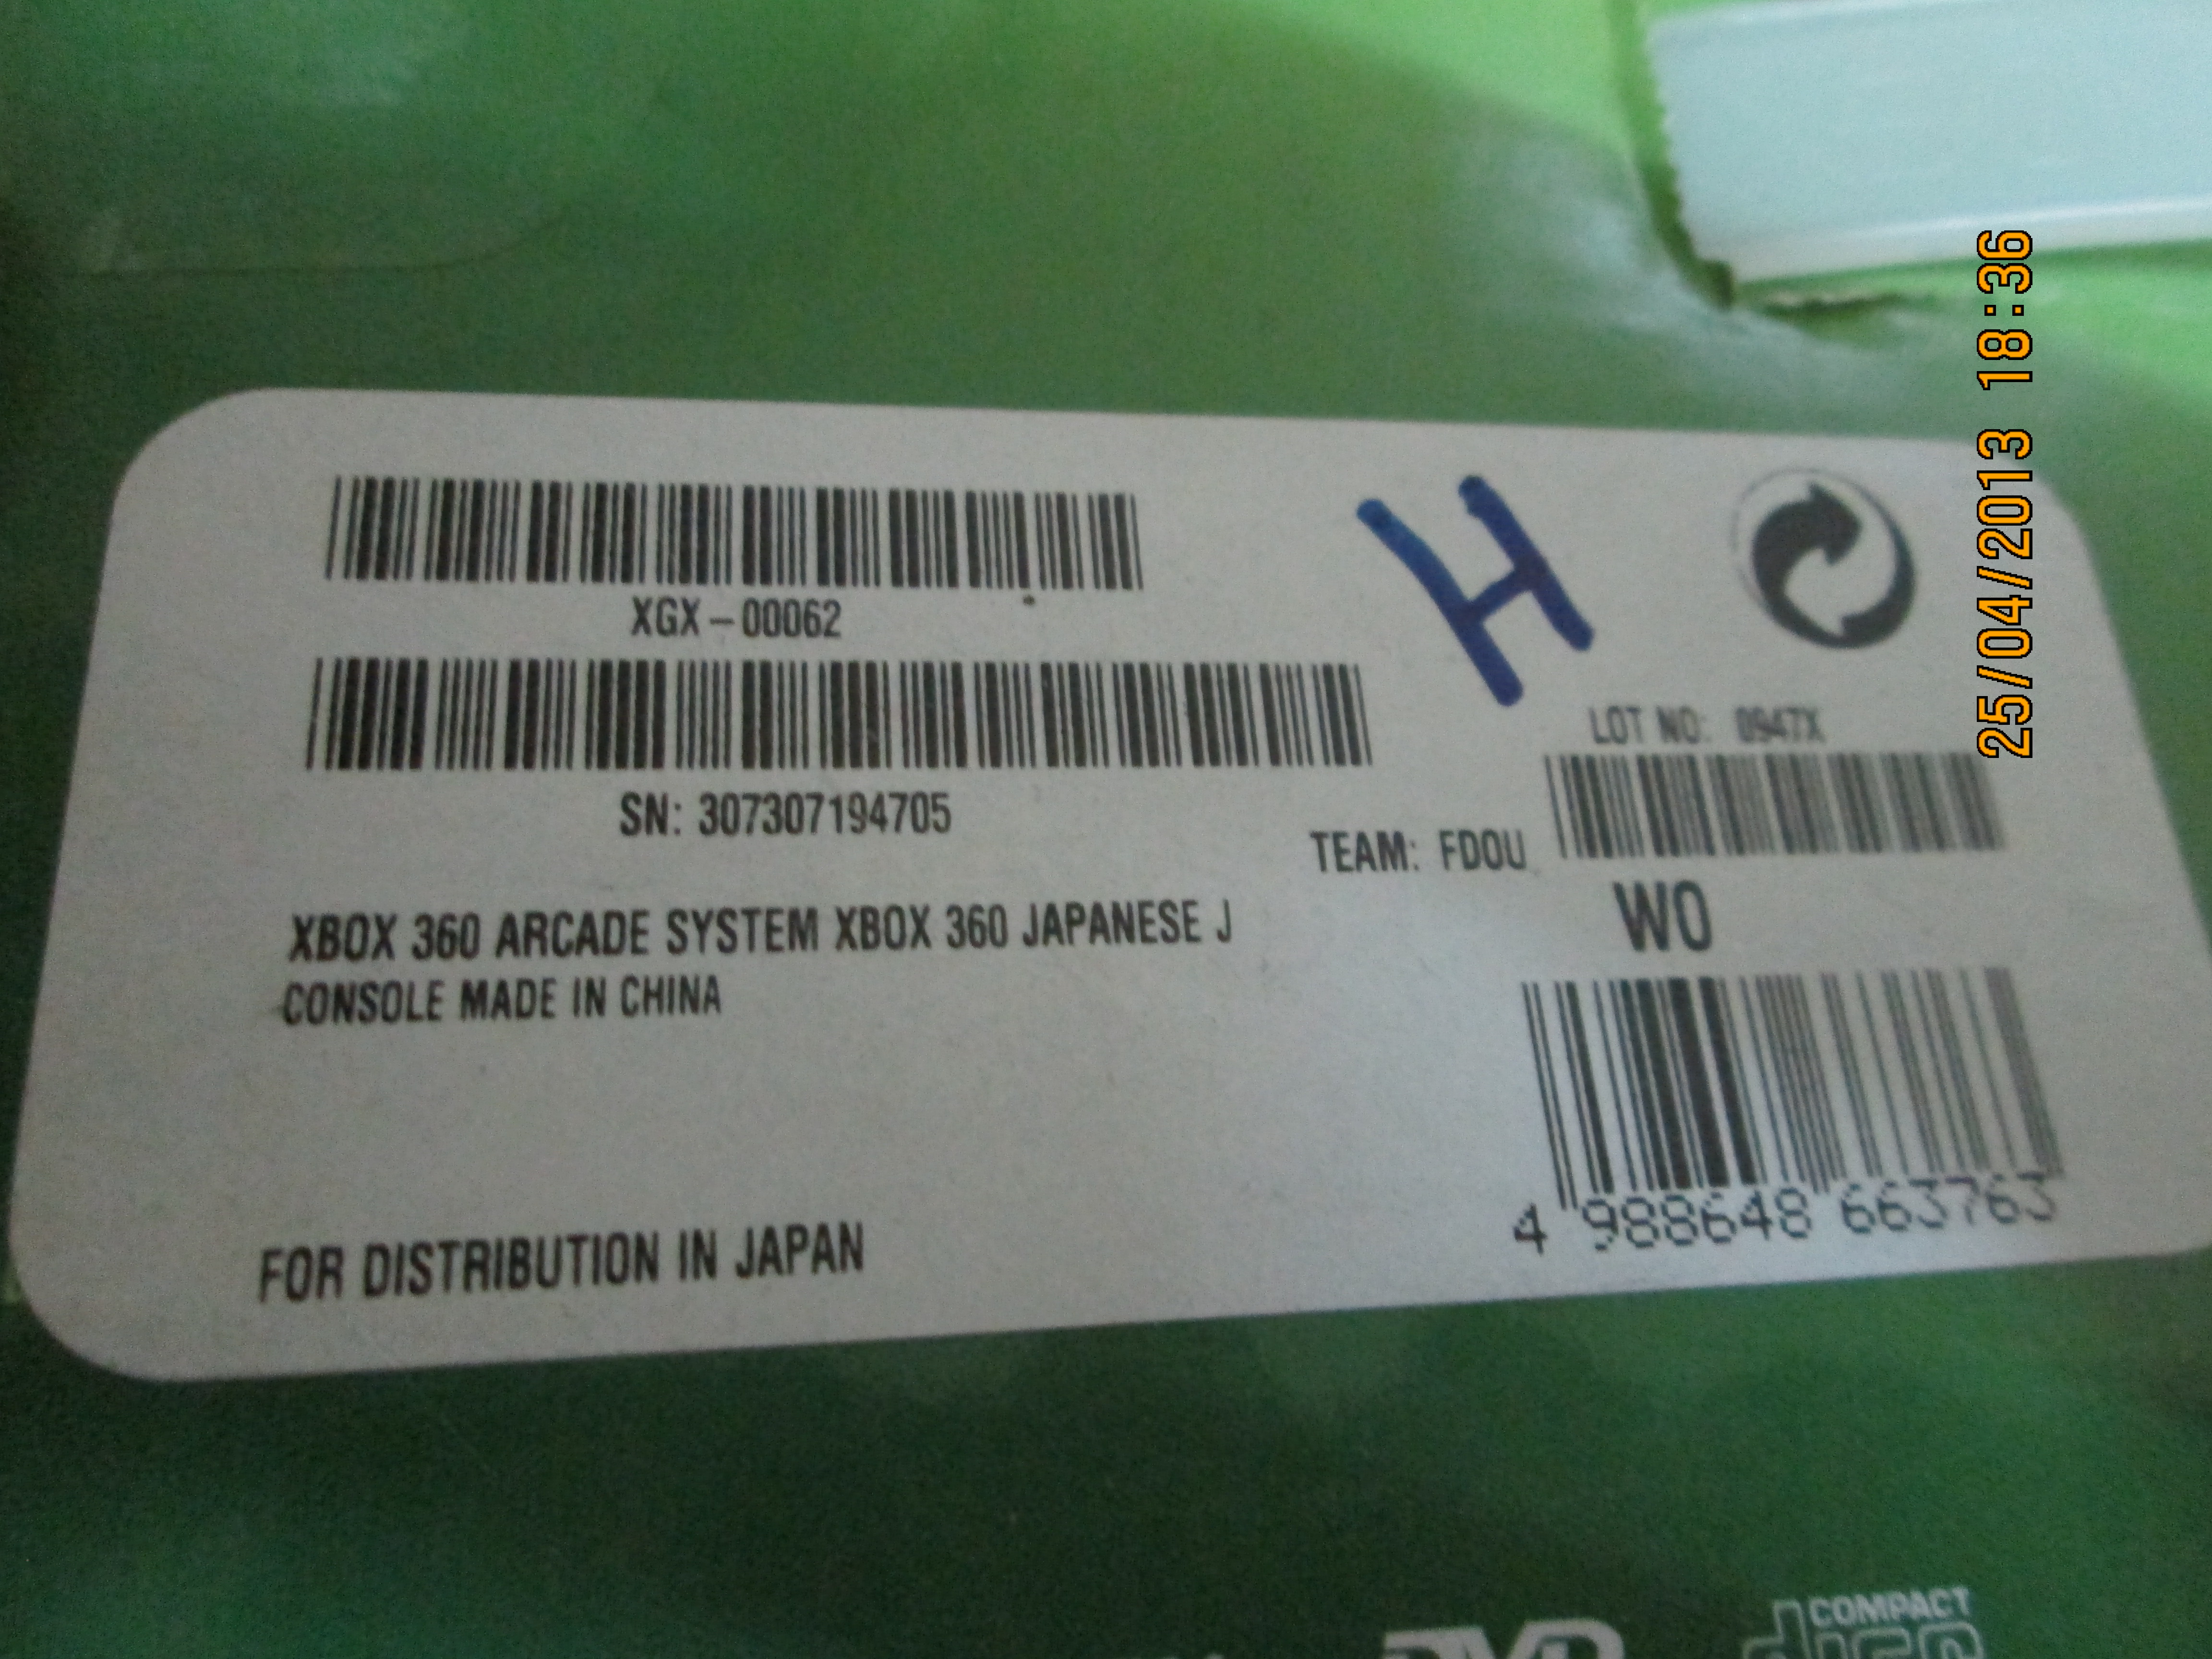 XGX-00062
H
LOT NO: 0947X
SN: 307307194705
TEAM: FDOU
WO
XBOX 360 ARCADE SYSTEM XBOX 360 JAPANESE J
CONSOLE MADE IN CHINA
4 988648 663763
FOR DISTRIBUTION IN JAPAN
25/04/2013 18:36
COMPACT
disc